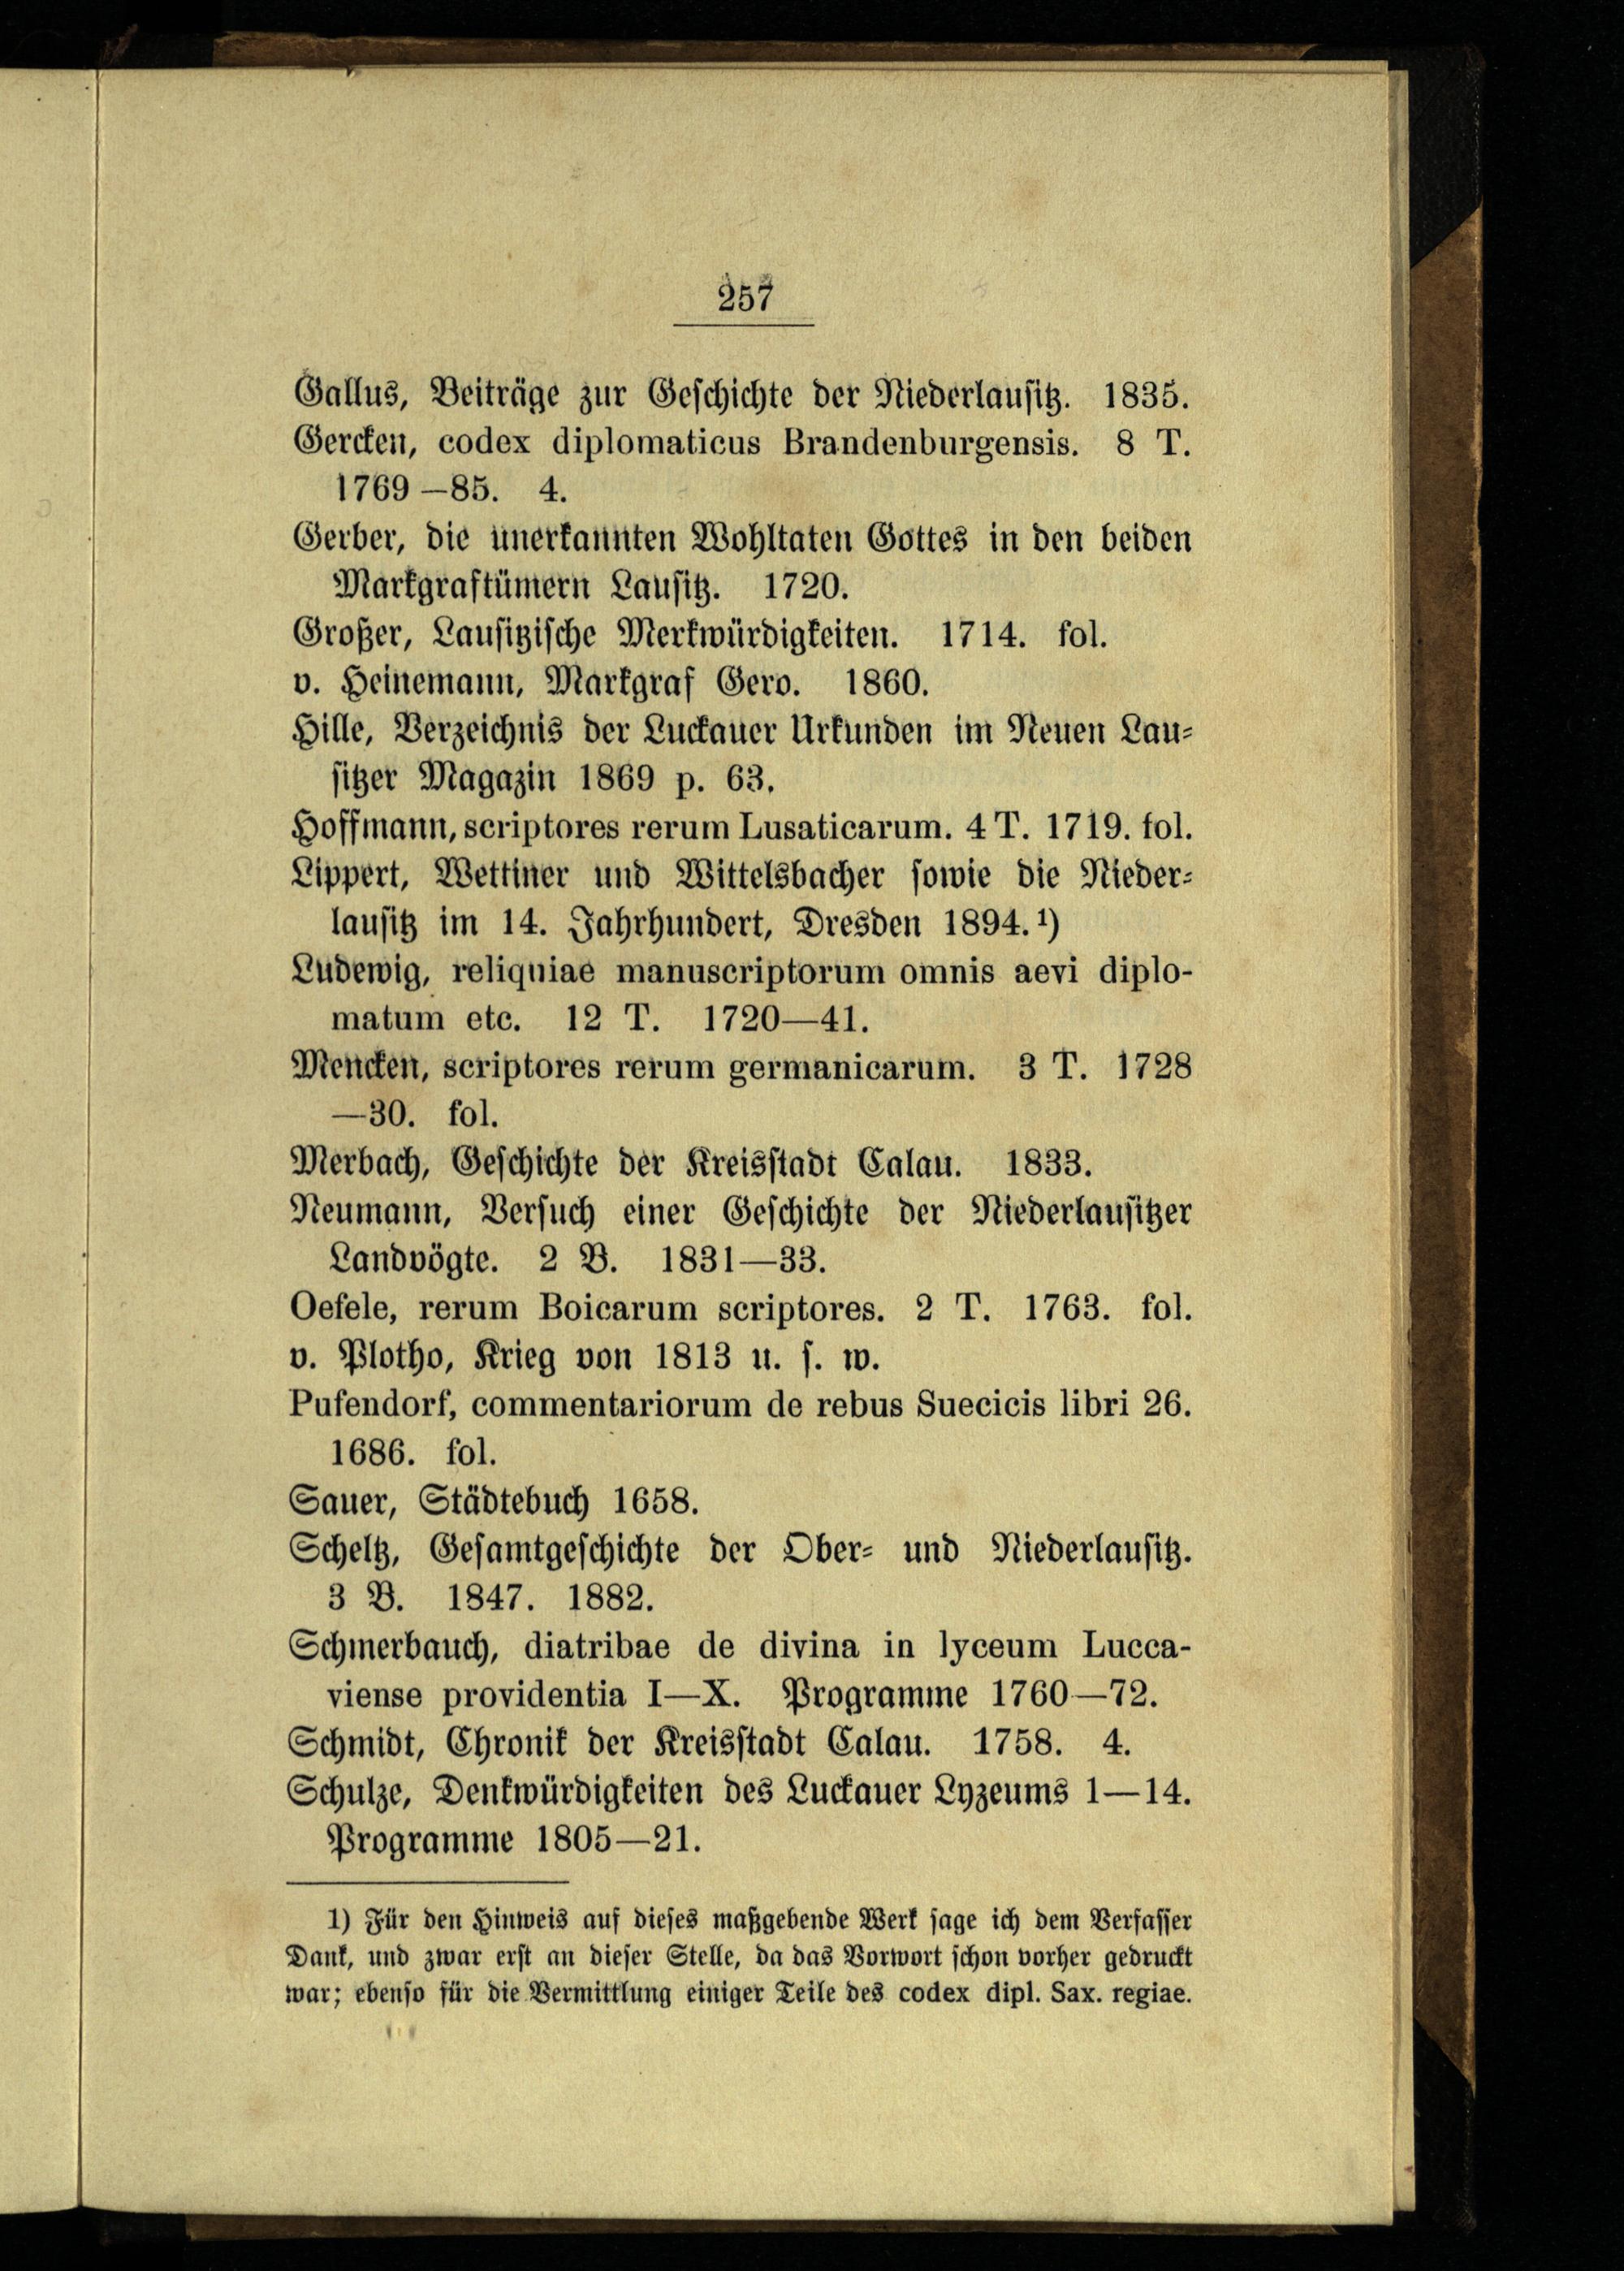 257
Gallus, Beiträge zur Geschichte der Niederlausitz. 1835.
Gercken, codex diplomaticus Brandenburgensis. 8 T.
1769—85. 4.
Gerber, die unerkannten Wohltaten Gottes in den beiden
Markgraftümern Lausitz. 1720.
Großer, Lausitzische Merkwürdigkeiten. 1714. fol.
v. Heinemann, Markgraf Gero. 1860.
Hille, Verzeichnis der Luckauer Urkunden im Neuen Lau-
sitzer Magazin 1869 p. 63.
Hoffmann, scriptores rerum Lusaticarum. 4 T. 1719. fol.
Lippert, Wettiner und Wittelsbacher sowie die Nieder-
lausitz im 14. Jahrhundert, Dresden 1894.¹)
Ludewig, reliquiae manuscriptorum omnis aevi diplo-
matum etc. 12 T. 1720—41.
Mencken, scriptores rerum germanicarum. 3 T. 1728
—30. fol.
Merbach, Geschichte der Kreisstadt Calau. 1833.
Neumann, Versuch einer Geschichte der Niederlausitzer
Landvögte. 2 B. 1831—33.
Oefele, rerum Boicarum scriptores. 2 T. 1763. fol.
v. Plotho, Krieg von 1813 u. s. w.
Pufendorf, commentariorum de rebus Suecicis libri 26.
1686. fol.
Sauer, Städtebuch 1658.
Scheltz, Gesamtgeschichte der Ober- und Niederlausitz.
3 B. 1847. 1882.
Schmerbauch, diatribae de divina in lyceum Lucca-
viense providentia I—X. Programme 1760—72.
Schmidt, Chronik der Kreisstadt Calau. 1758. 4.
Schulze, Denkwürdigkeiten des Luckauer Lyzeums 1—14.
Programme 1805—21.
1) Für den Hinweis auf dieses maßgebende Werk sage ich dem Verfasser
Dank, und zwar erst an dieser Stelle, da das Vorwort schon vorher gedruckt
war; ebenso für die Vermittlung einiger Teile des codex dipl. Sax. regiae.